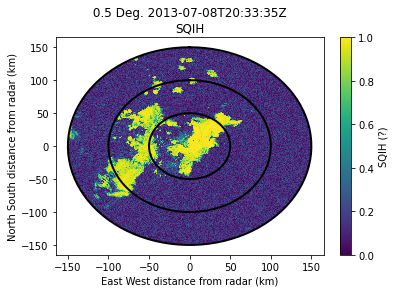 0.5 Deg. 2013-07-08T20:33:35Z
SQIH
North South distance from radar (km)
150
100
50
0
−50
−100
−150
−150 −100 −50 0 50 100 150
East West distance from radar (km)
1.0
0.8
0.6
0.4
0.2
0.0
SQIH (?)